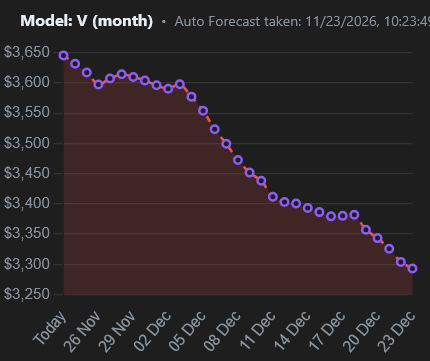 Model: V (month) • Auto Forecast taken: 11/23/2026, 10:23:49
$3,650
$3,600
$3,550
$3,500
$3,450
$3,400
$3,350
$3,300
$3,250
Today
26 Nov
29 Nov
02 Dec
05 Dec
08 Dec
11 Dec
14 Dec
17 Dec
20 Dec
23 Dec